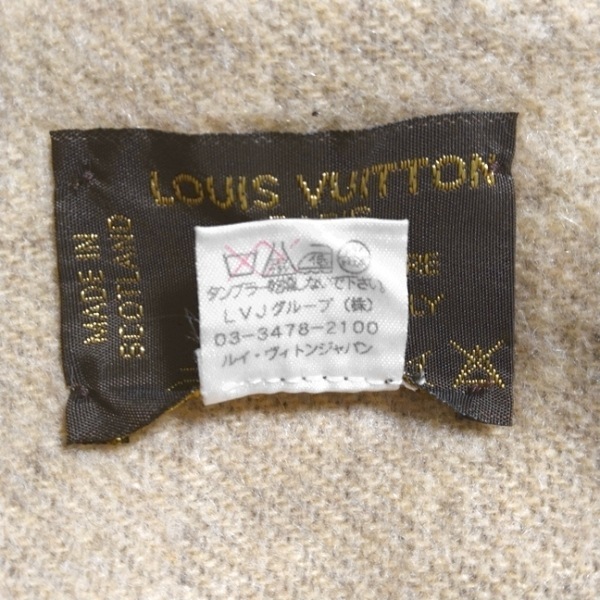 LOUIS VUITTON
MADE IN
SCOTLAND
タンブラー乾燥しないで下さい。
LVJグループ（株）
03-3478-2100
ルイ・ヴィトンジャパン